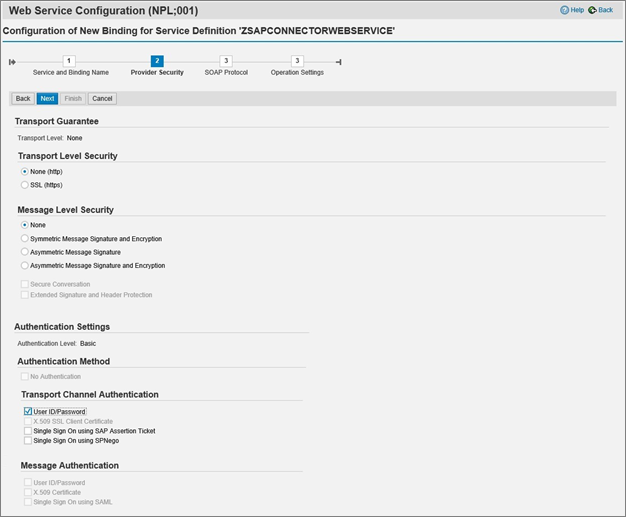 Web Service Configuration (NPL;001)
Help Back
Configuration of New Binding for Service Definition 'ZSAPCONNECTORWEBSERVICE'
1 2 3 3
Service and Binding Name Provider Security SOAP Protocol Operation Settings
Back Next Finish Cancel
Transport Guarantee
Transport Level: None
Transport Level Security
None (http)
SSL (https)
Message Level Security
None
Symmetric Message Signature and Encryption
Asymmetric Message Signature
Asymmetric Message Signature and Encryption
Secure Conversation
Extended Signature and Header Protection
Authentication Settings
Authentication Level: Basic
Authentication Method
No Authentication
Transport Channel Authentication
User ID/Password
X.509 SSL Client Certificate
Single Sign On using SAP Assertion Ticket
Single Sign On using SPNego
Message Authentication
User ID/Password
X.509 Certificate
Single Sign On using SAML